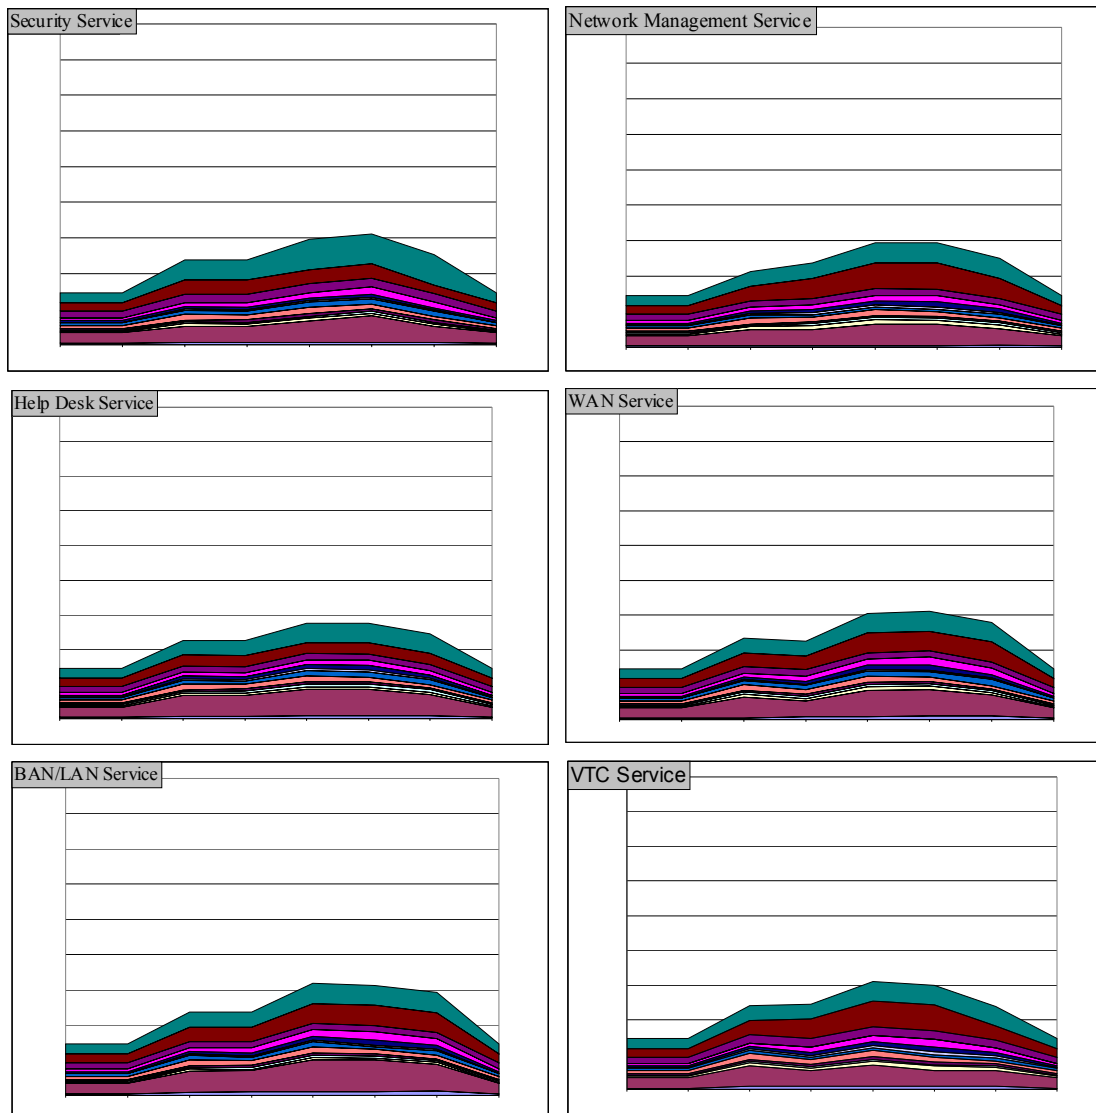 Security Service
Network Management Service
Help Desk Service
WAN Service
BAN/LAN Service
VTC Service